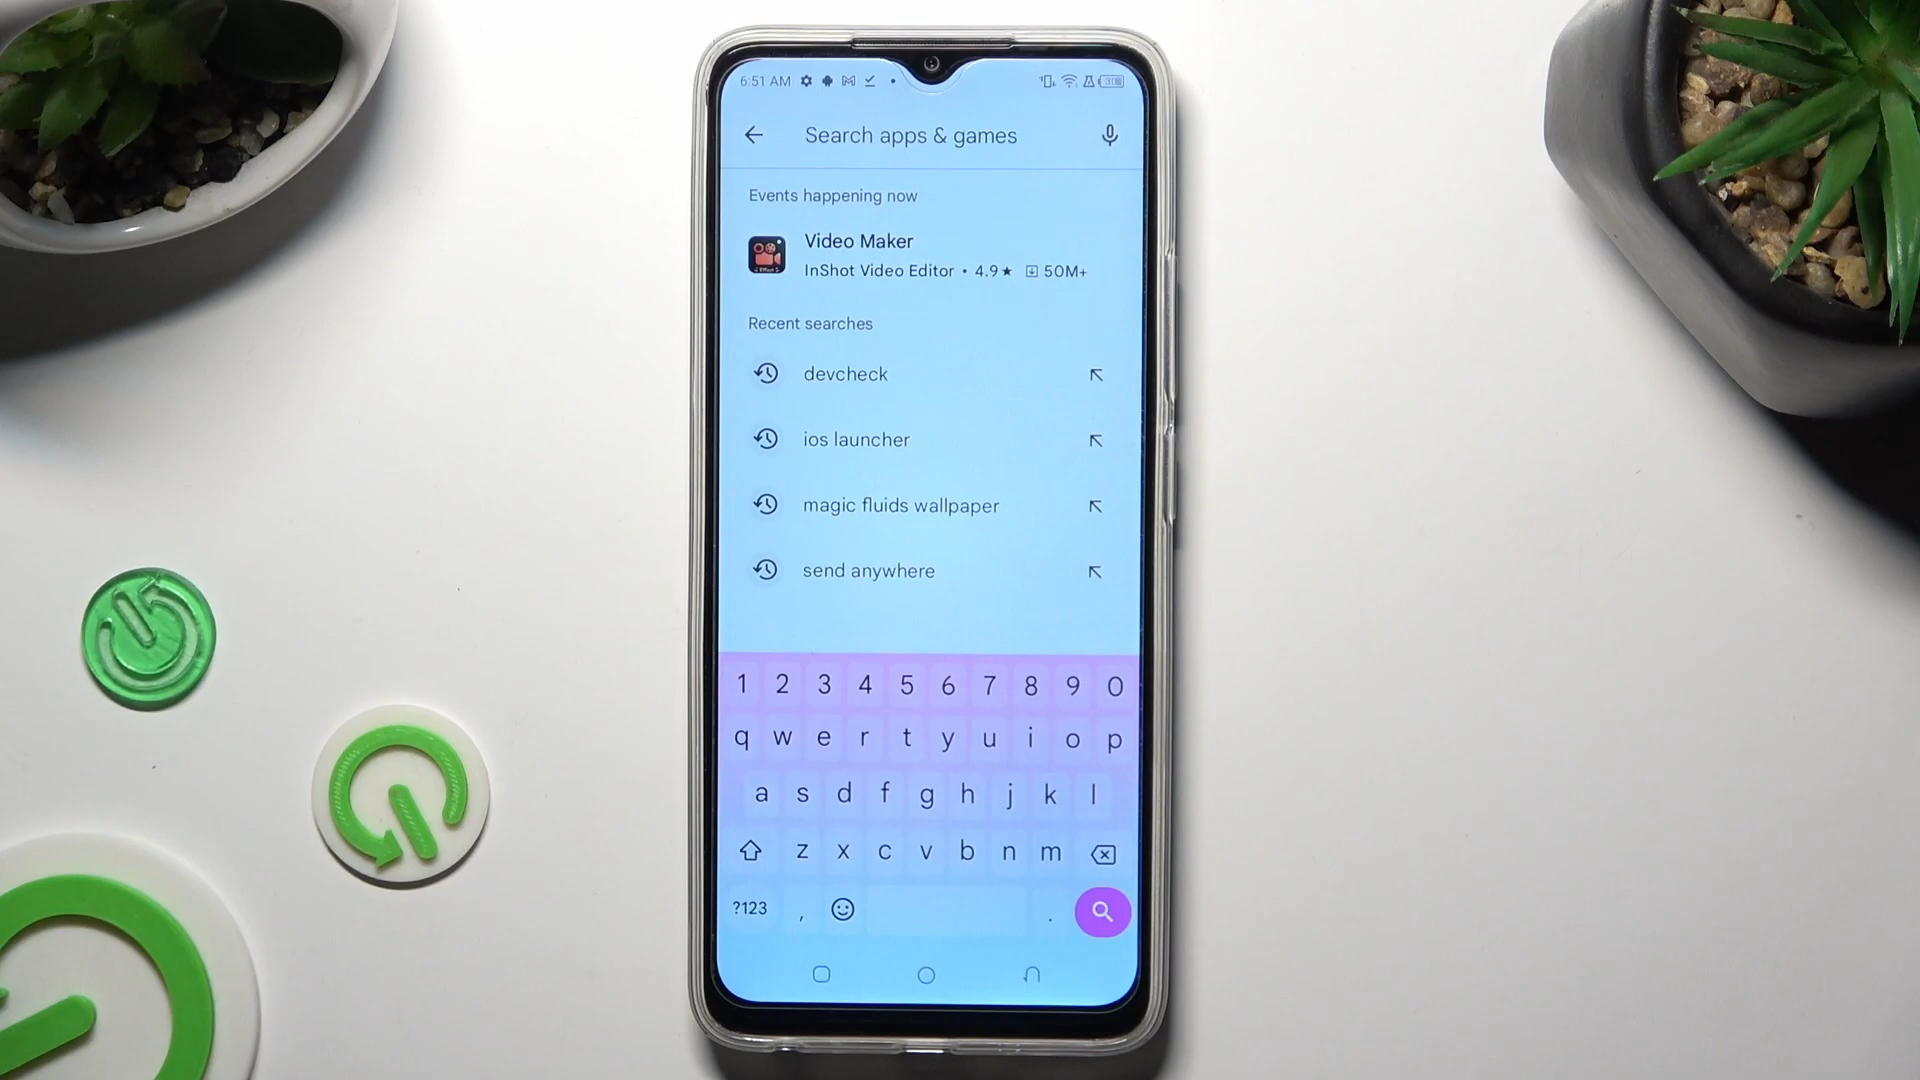 6:51 AM
Search apps & games
Events happening now
Video Maker
InShot Video Editor • 4.9★ 50M+
Recent searches
devcheck
ios launcher
magic fluids wallpaper
send anywhere
1 2 3 4 5 6 7 8 9 0
q w e r t y u i o p
a s d f g h j k l
z x c v b n m
?123 , .